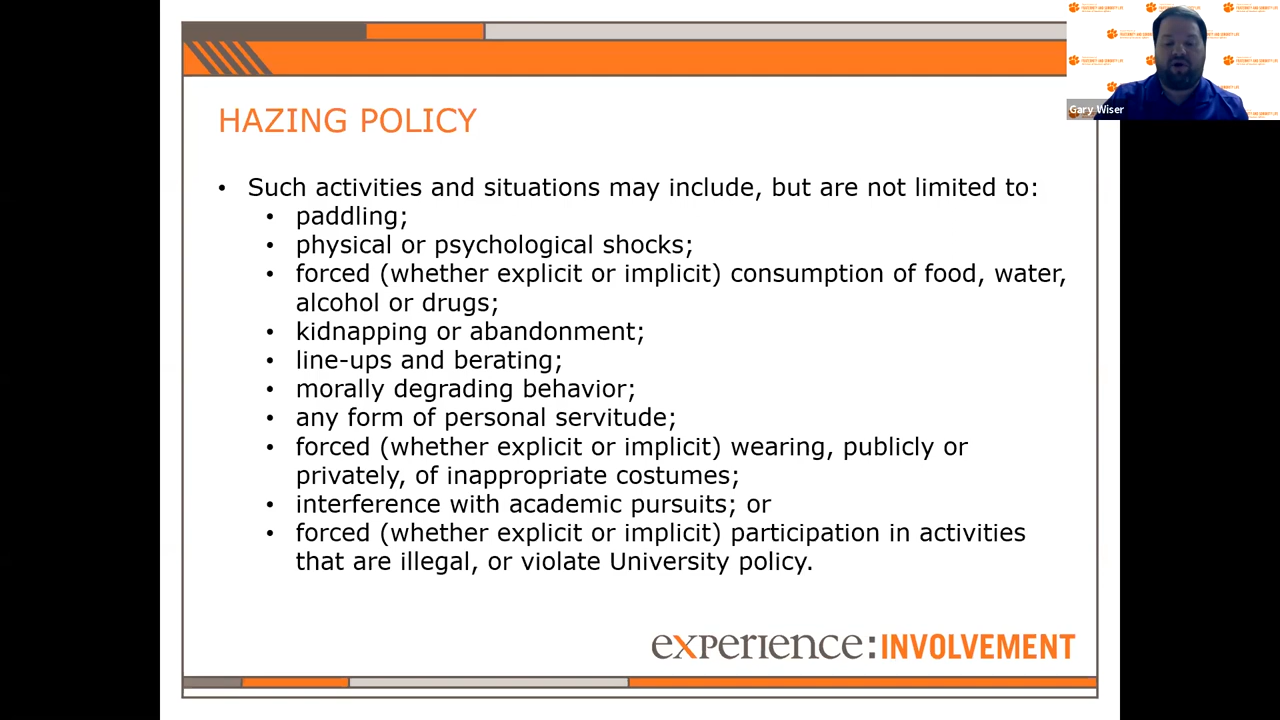 HAZING POLICY
• Such activities and situations may include, but are not limited to:
• paddling;
• physical or psychological shocks;
• forced (whether explicit or implicit) consumption of food, water,
alcohol or drugs;
• kidnapping or abandonment;
• line-ups and berating;
• morally degrading behavior;
• any form of personal servitude;
• forced (whether explicit or implicit) wearing, publicly or
privately, of inappropriate costumes;
• interference with academic pursuits; or
• forced (whether explicit or implicit) participation in activities
that are illegal, or violate University policy.
experience:INVOLVEMENT
Gary Wiser